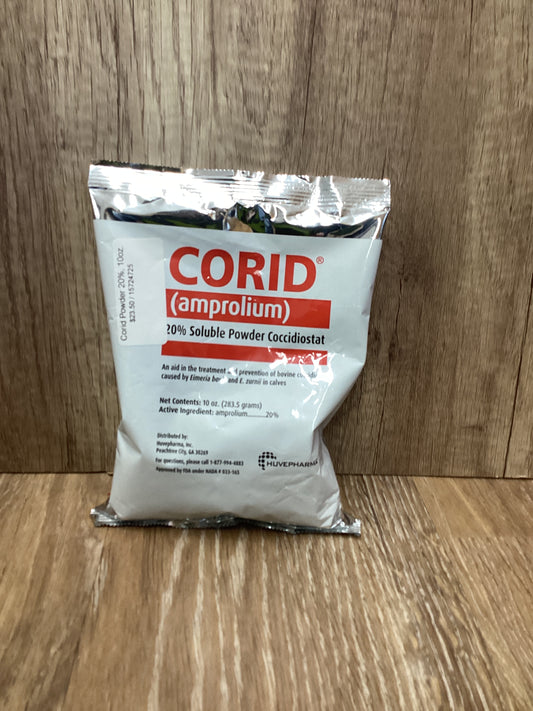 Corid Powder 20%, 10oz.
$23.50 / 15724725
CORID®
(amprolium)
20% Soluble Powder Coccidiostat
An aid in the treatment and prevention of bovine
caused by Eimeria and E. zurnii in calves
Net Contents: 10 oz. (283.5 grams)
Active Ingredient: amprolium..........20%
Distributed by:
Huvepharma, Inc.
Peachtree City, GA 30269
For questions, please call 1-877-994-4883
Approved by FDA under NADA # 033-165
HUVEPHARMA